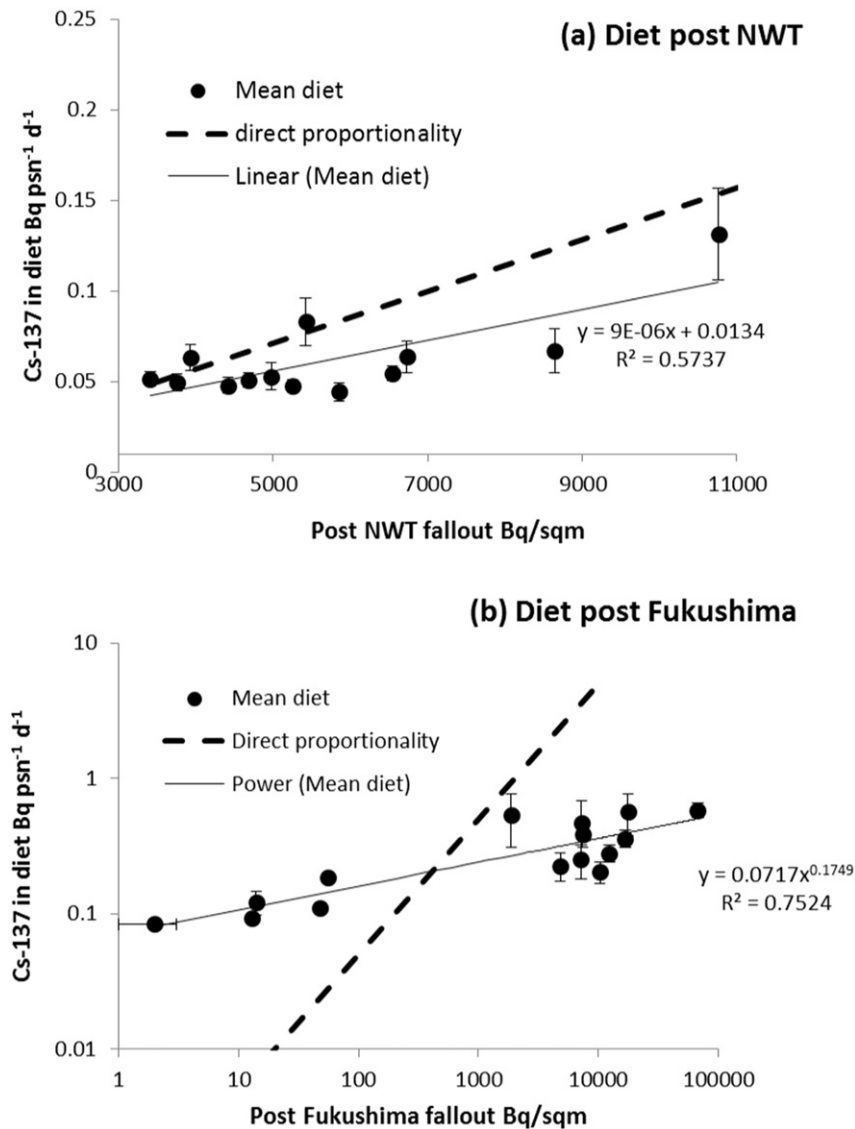 (a) Diet post NWT
0.25
0.2
0.15
0.1
0.05
0
Cs-137 in diet Bq psn⁻¹ d⁻¹
Mean diet
direct proportionality
Linear (Mean diet)
y = 9E-06x + 0.0134
R² = 0.5737
3000 5000 7000 9000 11000
Post NWT fallout Bq/sqm
(b) Diet post Fukushima
10
1
0.1
0.01
Cs-137 in diet Bq psn⁻¹ d⁻¹
Mean diet
Direct proportionality
Power (Mean diet)
y = 0.0717x⁰·¹⁷⁴⁹
R² = 0.7524
1 10 100 1000 10000 100000
Post Fukushima fallout Bq/sqm